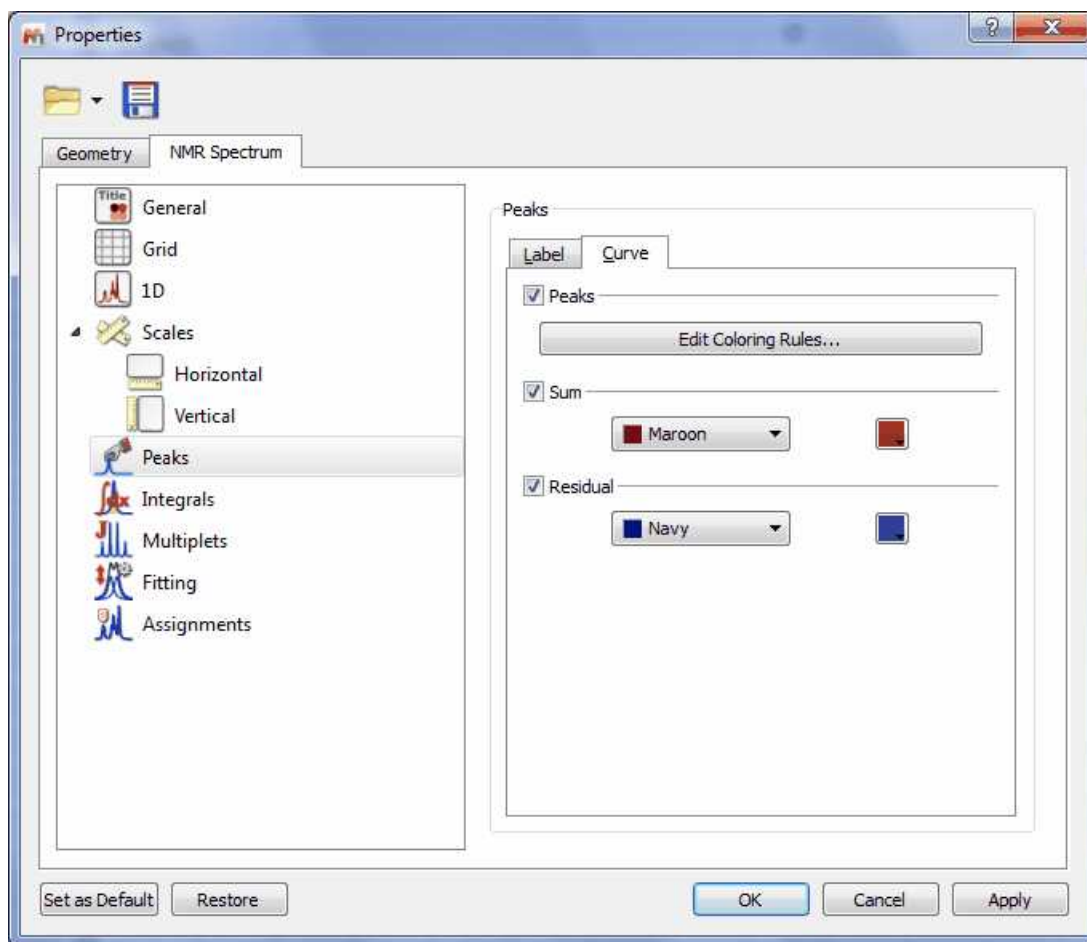 Properties
Geometry
NMR Spectrum
Title
General
Grid
1D
Scales
Horizontal
Vertical
Peaks
Integrals
Multiplets
Fitting
Assignments
Peaks
Label
Curve
Peaks
Edit Coloring Rules...
Sum
Maroon
Residual
Navy
Set as Default
Restore
OK
Cancel
Apply